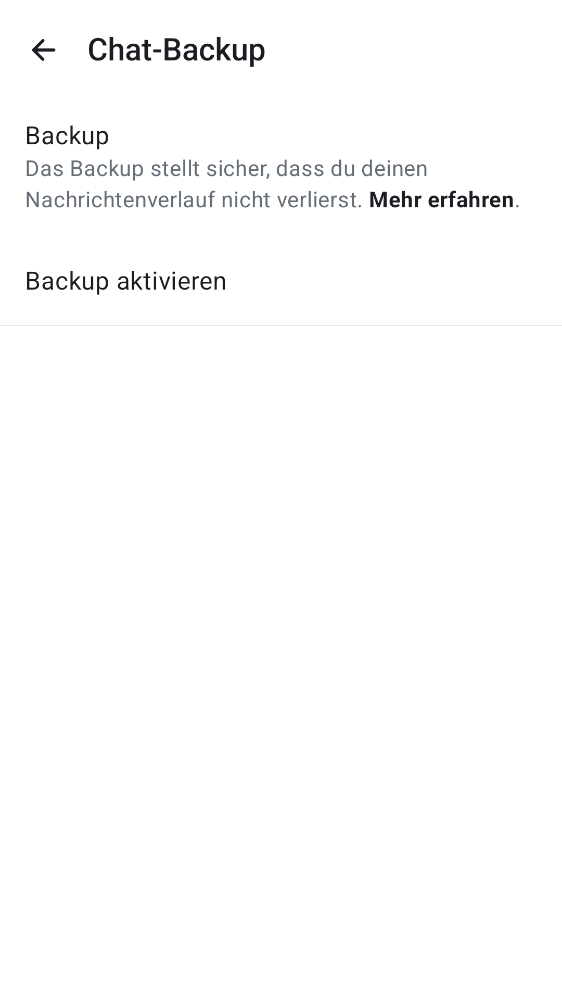 Chat-Backup
Backup
Das Backup stellt sicher, dass du deinen
Nachrichtenverlauf nicht verlierst. Mehr erfahren.
Backup aktivieren